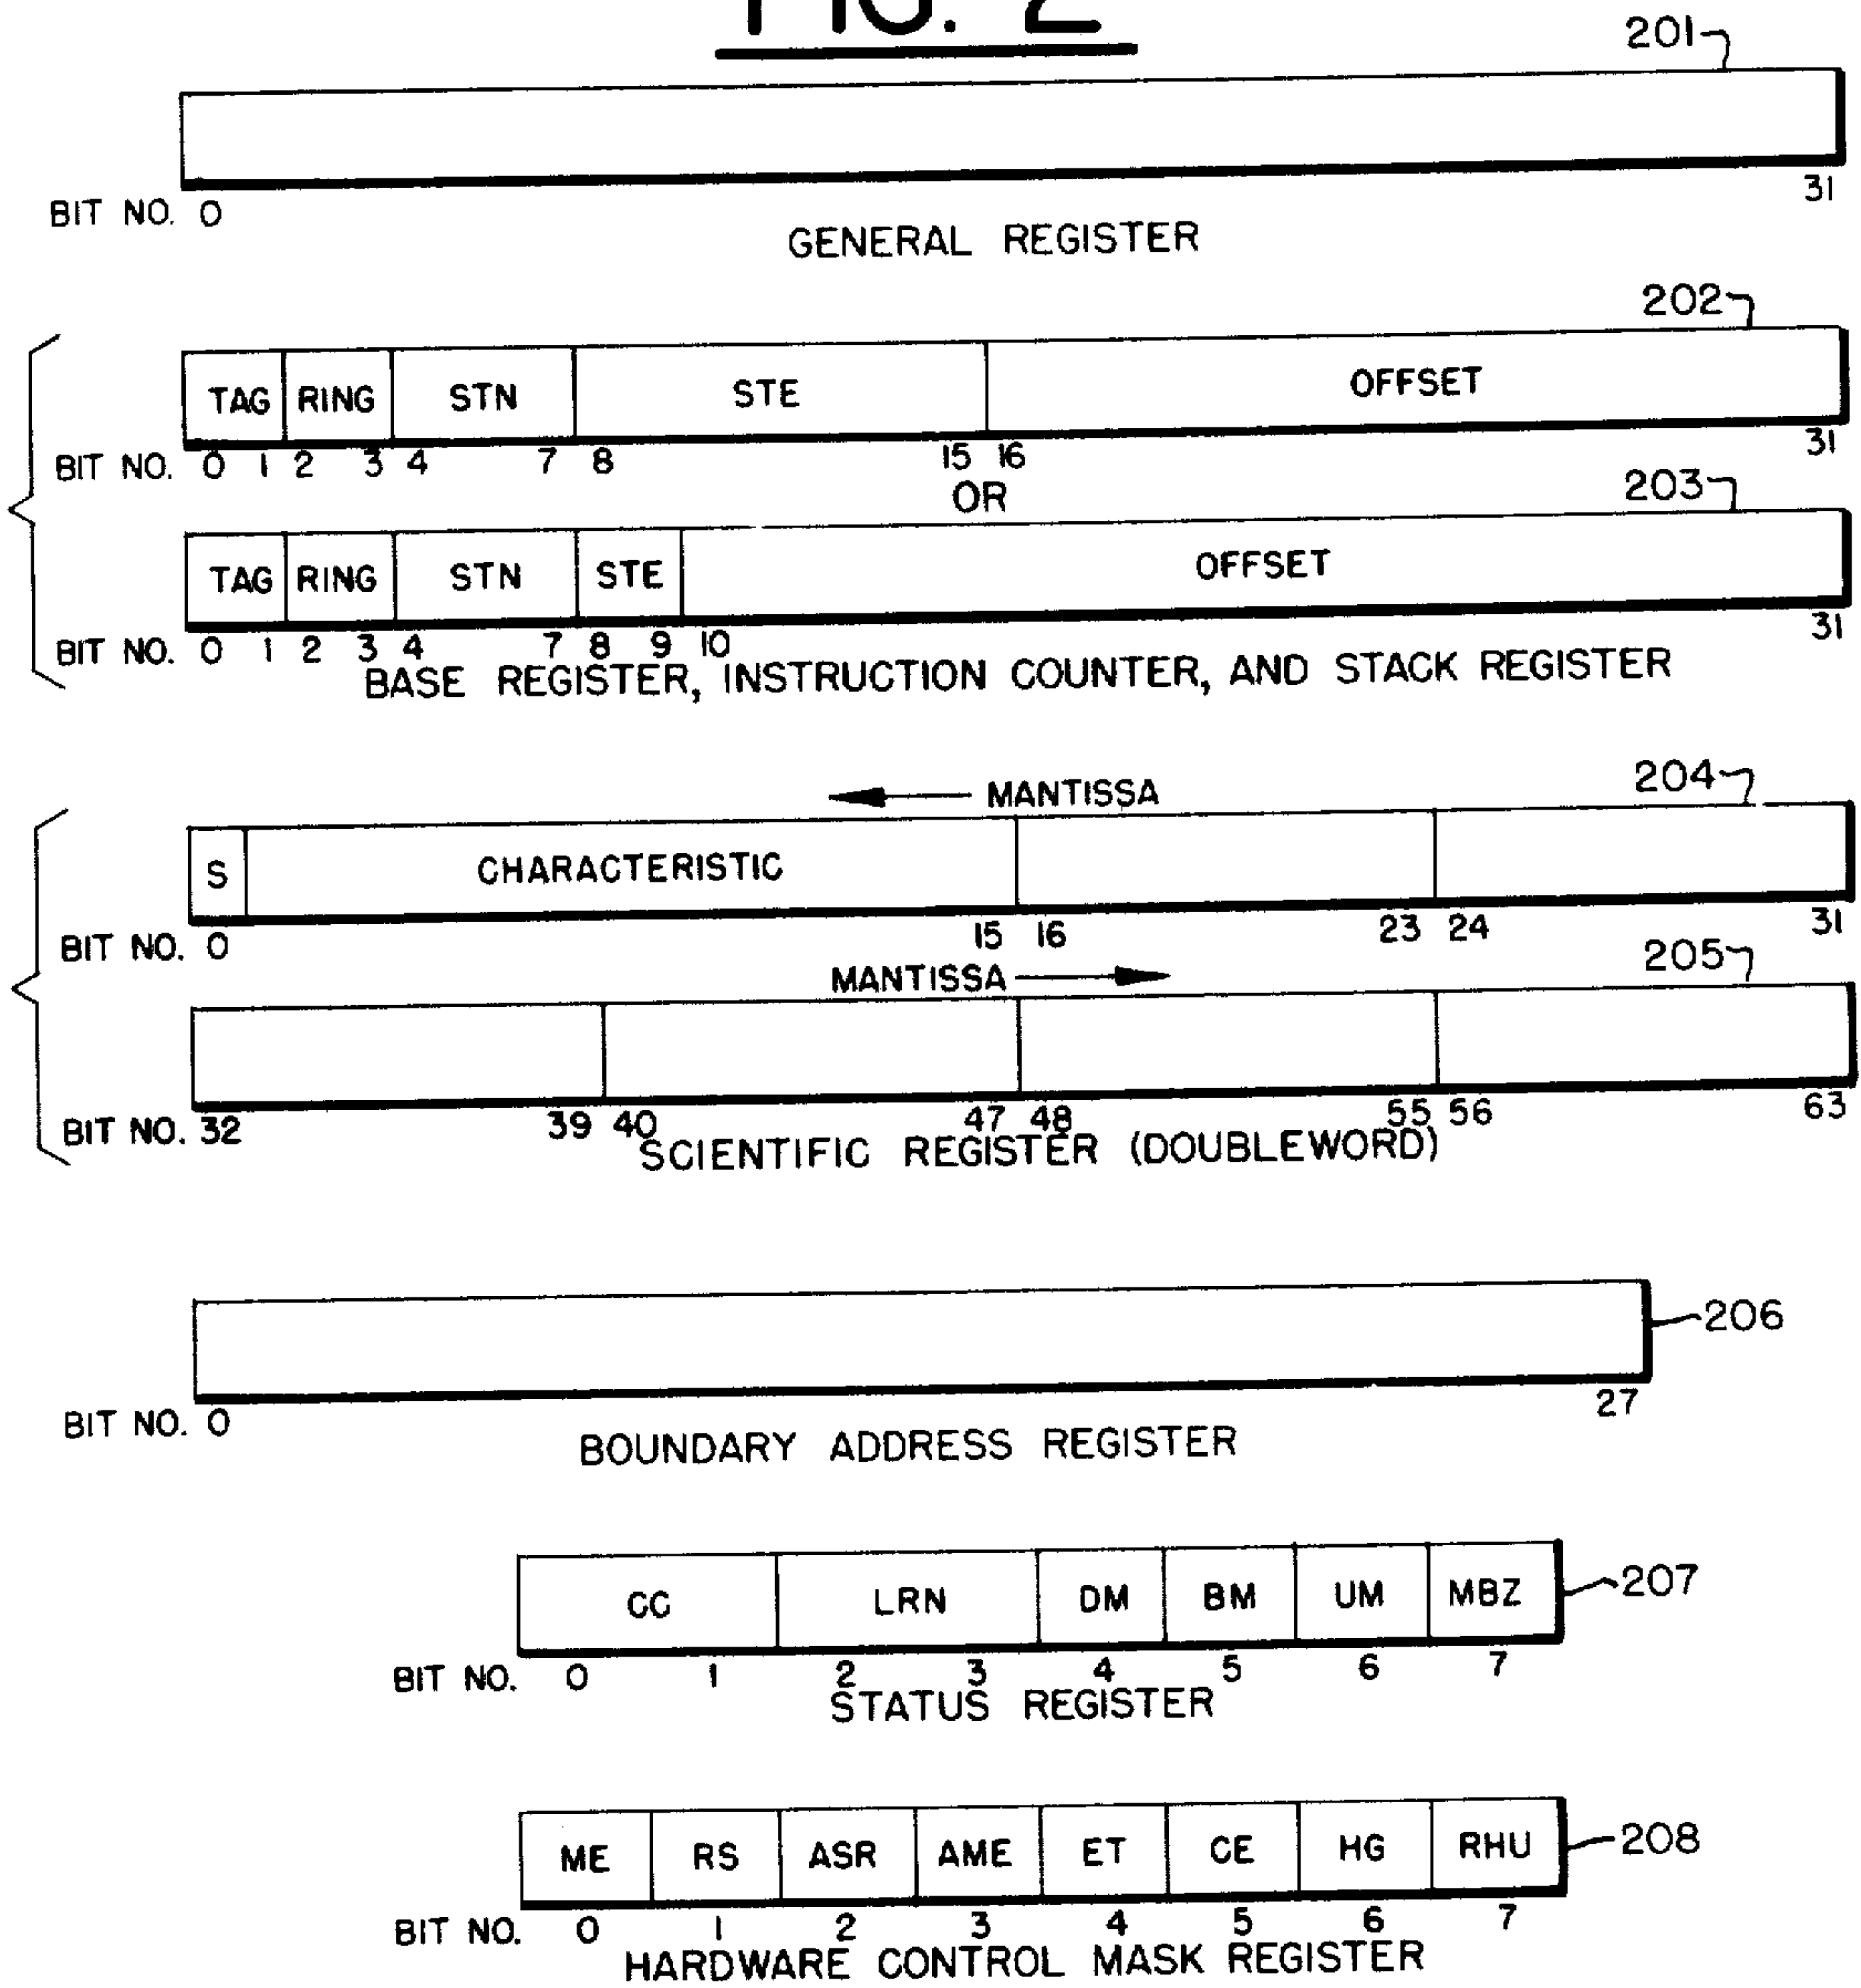 FIG. 2
201
BIT NO. 0 31
GENERAL REGISTER
202
TAG RING STN STE OFFSET
BIT NO. 0 1 2 3 4 7 8 15 16 31
OR
203
TAG RING STN STE OFFSET
BIT NO. 0 1 2 3 4 7 8 9 10 31
BASE REGISTER, INSTRUCTION COUNTER, AND STACK REGISTER
MANTISSA 204
S CHARACTERISTIC
BIT NO. 0 15 16 23 24 31
MANTISSA 205
BIT NO. 32 39 40 47 48 55 56 63
SCIENTIFIC REGISTER (DOUBLEWORD)
206
BIT NO. 0 27
BOUNDARY ADDRESS REGISTER
CC LRN DM BM UM MBZ 207
BIT NO. 0 1 2 3 4 5 6 7
STATUS REGISTER
ME RS ASR AME ET CE HG RHU 208
BIT NO. 0 1 2 3 4 5 6 7
HARDWARE CONTROL MASK REGISTER